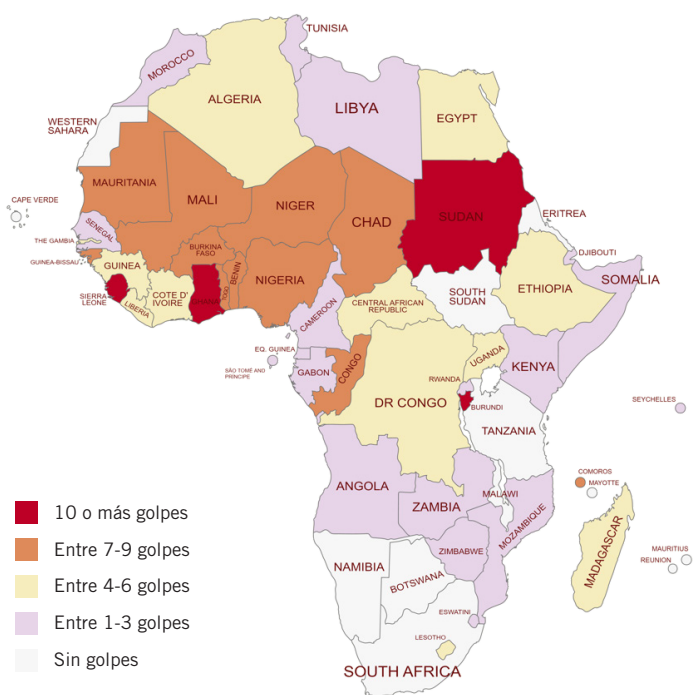 TUNISIA
MOROCCO
ALGERIA
LIBYA
EGYPT
WESTERN
SAHARA
CAPE VERDE
MAURITANIA
MALI
NIGER
CHAD
SUDAN
ERITREA
SENEGAL
THE GAMBIA
GUINEA-BISSAU
GUINEA
SIERRA
LEONE
LIBERIA
COTE D'
IVOIRE
BURKINA
FASO
GHANA
TOGO
BENIN
NIGERIA
CAMEROON
CENTRAL AFRICAN
REPUBLIC
SOUTH
SUDAN
ETHIOPIA
DJIBOUTI
SOMALIA
EQ. GUINEA
SÃO TOME AND
PRINCIPE
GABON
CONGO
DR CONGO
UGANDA
KENYA
RWANDA
BURUNDI
TANZANIA
SEYCHELLES
ANGOLA
ZAMBIA
MALAWI
MOZAMBIQUE
COMOROS
MAYOTTE
MADAGASCAR
MAURITIUS
REUNION
ZIMBABWE
NAMIBIA
BOTSWANA
ESWATINI
LESOTHO
SOUTH AFRICA
10 o más golpes
Entre 7-9 golpes
Entre 4-6 golpes
Entre 1-3 golpes
Sin golpes